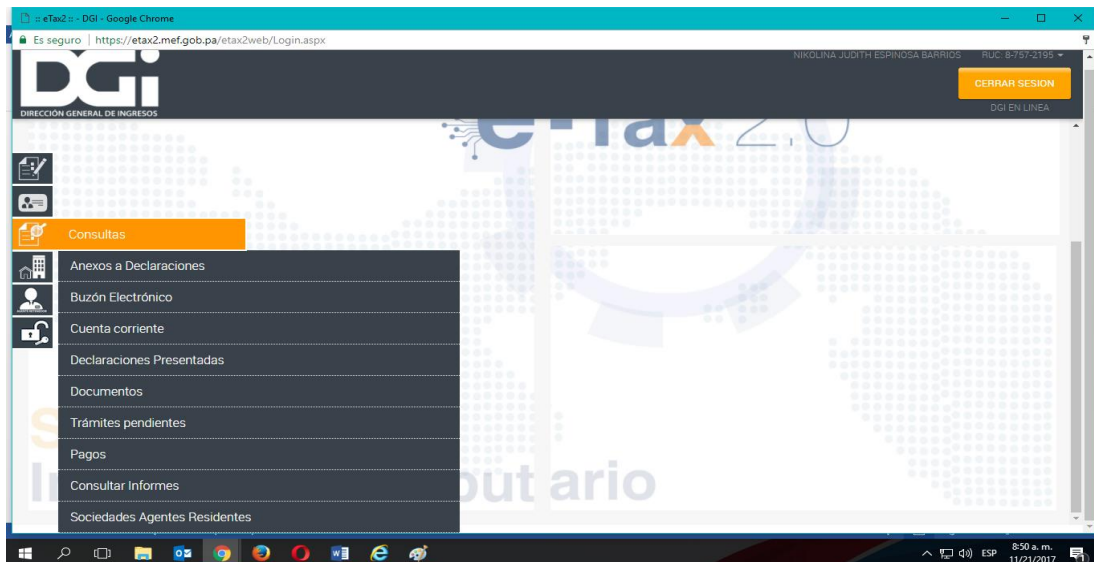 :: eTax2 :: - DGI - Google Chrome
Es seguro | https://etax2.mef.gob.pa/etax2web/Login.aspx
NIKOLINA JUDITH ESPINOSA BARRIOS RUC: 8-757-2195
DGi
CERRAR SESION
DIRECCIÓN GENERAL DE INGRESOS
DGI EN LINEA
e-Tax 2.0
Consultas
Anexos a Declaraciones
Buzón Electrónico
Cuenta corriente
Declaraciones Presentadas
Documentos
Trámites pendientes
Pagos
Consultar Informes
Sociedades Agentes Residentes
ESP
8:50 a. m.
11/21/2017